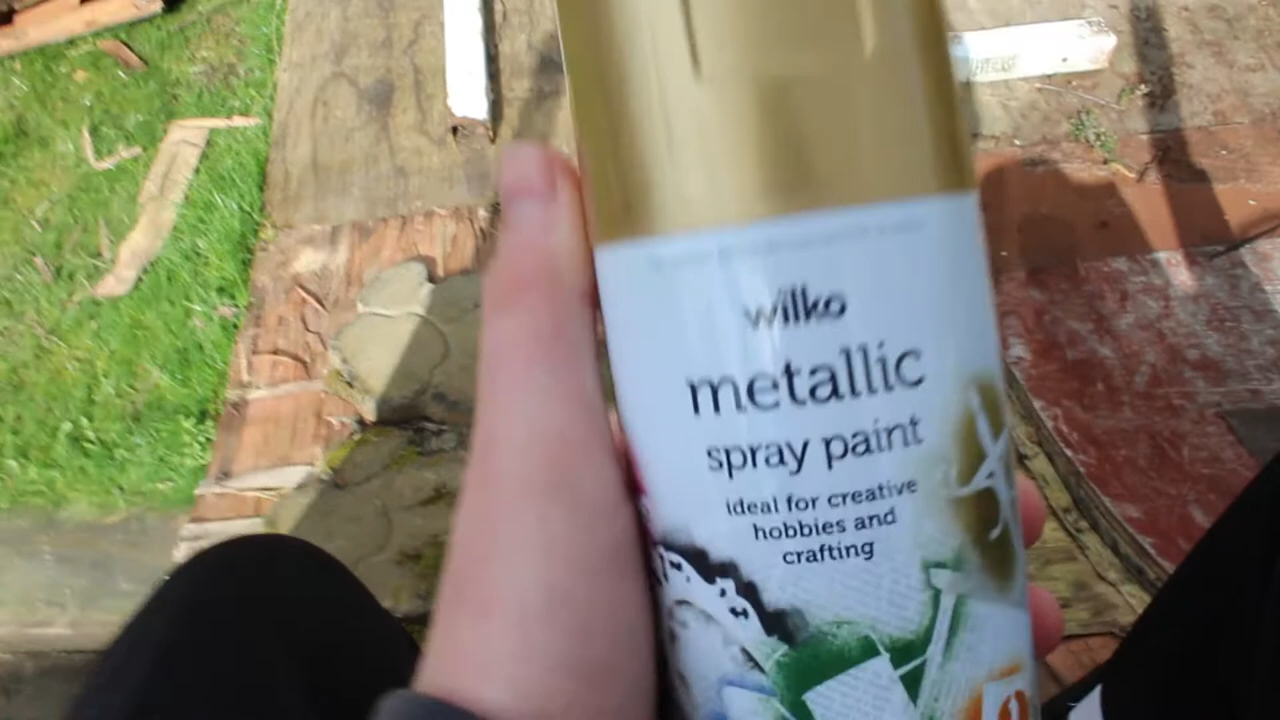 wilko
metallic
spray paint
ideal for creative
hobbies and
crafting